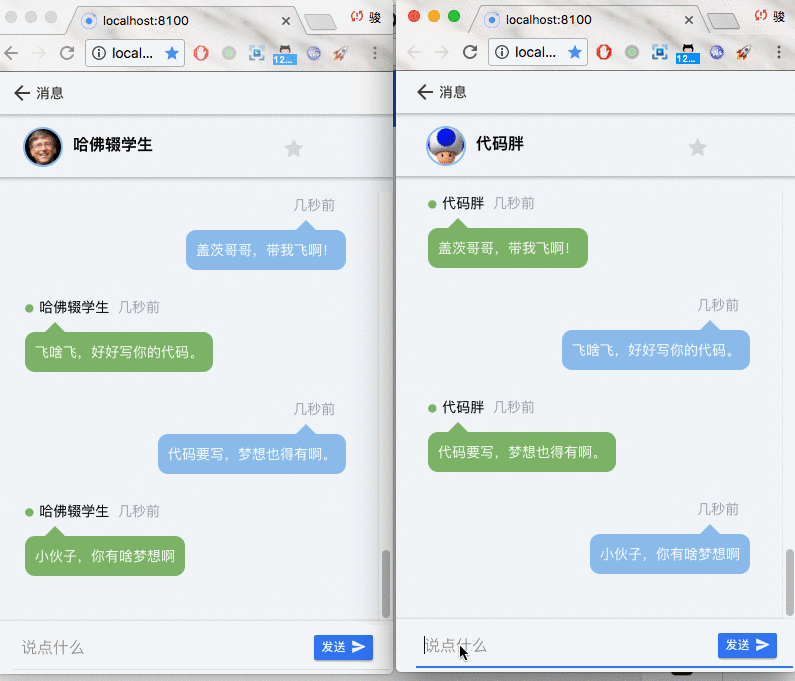 localhost:8100
骏
local...
12...
消息
哈佛辍学生
几秒前
盖茨哥哥，带我飞啊！
哈佛辍学生 几秒前
飞啥飞，好好写你的代码。
几秒前
代码要写，梦想也得有啊。
哈佛辍学生 几秒前
小伙子，你有啥梦想啊
说点什么
发送
localhost:8100
骏
local...
12...
消息
代码胖
代码胖 几秒前
盖茨哥哥，带我飞啊！
几秒前
飞啥飞，好好写你的代码。
代码胖 几秒前
代码要写，梦想也得有啊。
几秒前
小伙子，你有啥梦想啊
说点什么
发送